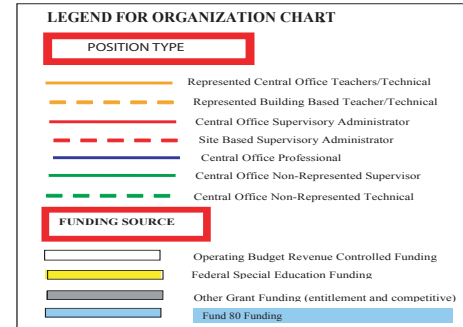 LEGEND FOR ORGANIZATION CHART
POSITION TYPE
Represented Central Office Teachers/Technical
Represented Building Based Teacher/Technical
Central Office Supervisory Administrator
Site Based Supervisory Administrator
Central Office Professional
Central Office Non-Represented Supervisor
Central Office Non-Represented Technical
FUNDING SOURCE
Operating Budget Revenue Controlled Funding
Federal Special Education Funding
Other Grant Funding (entitlement and competitive)
Fund 80 Funding